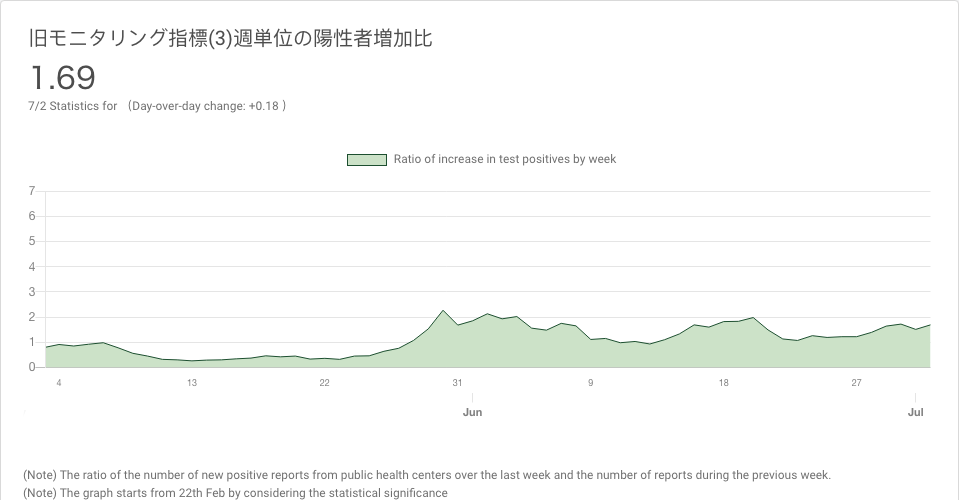 旧モニタリング指標(3)週単位の陽性者増加比
1.69
7/2 Statistics for （Day-over-day change: +0.18 ）
Ratio of increase in test positives by week
7
6
5
4
3
2
1
0
4 13 22 31 9 18 27
Jun Jul
(Note) The ratio of the number of new positive reports from public health centers over the last week and the number of reports during the previous week.
(Note) The graph starts from 22th Feb by considering the statistical significance